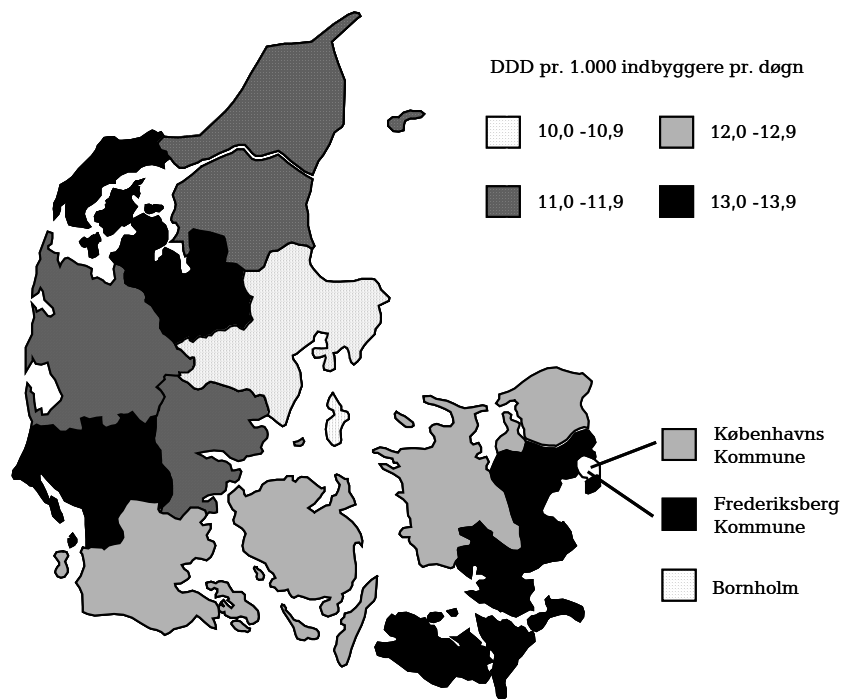 DDD pr. 1.000 indbyggere pr. døgn
10,0 -10,9
12,0 -12,9
11,0 -11,9
13,0 -13,9
Københavns
Kommune
Frederiksberg
Kommune
Bornholm